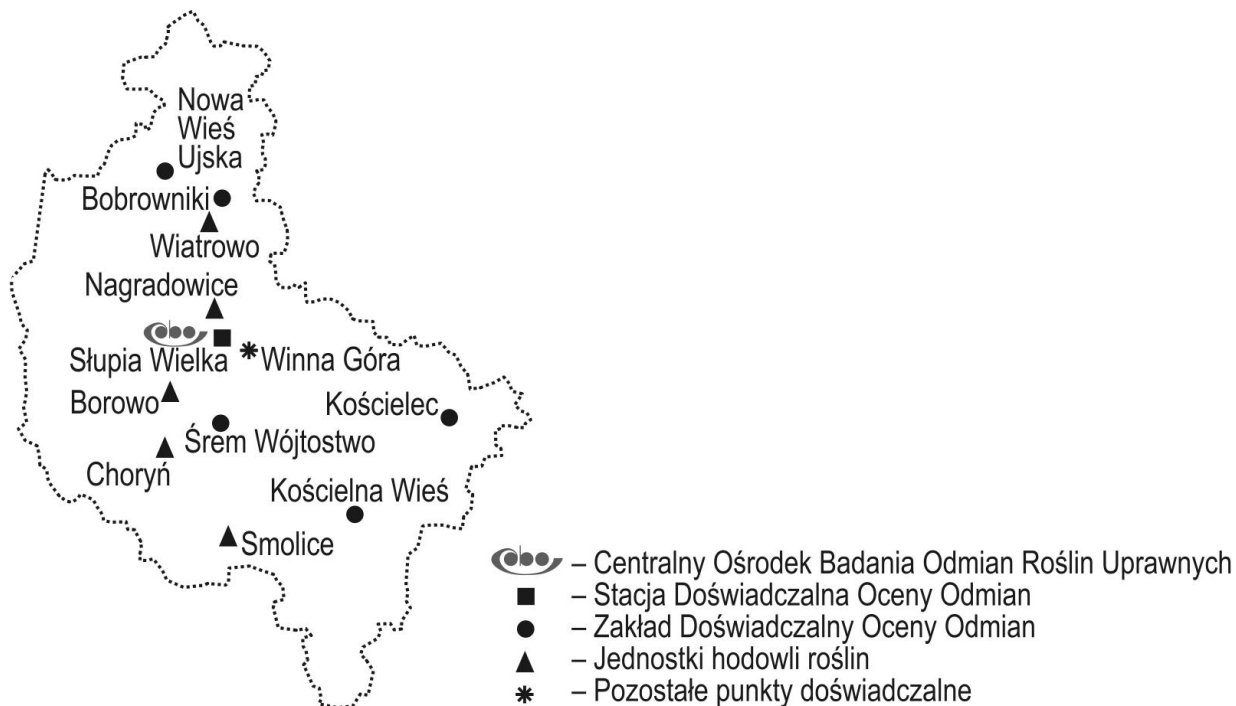 Nowa
Wieś
Ujska
Bobrowniki
Wiatrowo
Nagradowice
Słupia Wielka
Winna Góra
Borowo
Kościelec
Śrem Wójtostwo
Choryń
Kościelna Wieś
Smolice
– Centralny Ośrodek Badania Odmian Roślin Uprawnych
– Stacja Doświadczalna Oceny Odmian
– Zakład Doświadczalny Oceny Odmian
– Jednostki hodowli roślin
– Pozostałe punkty doświadczalne